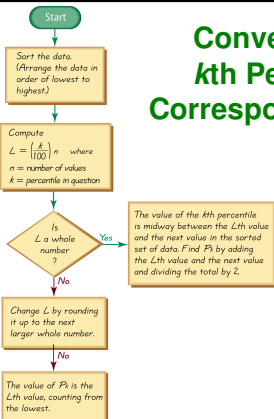 Start
Conve
kth Pe
Correspo
Sort the data.
(Arrange the data in
order of lowest to
highest.)
Compute
L = (k/100) n where
n = number of values
k = percentile in question
Is
L a whole
number
?
Yes
The value of the kth percentile
is midway between the Lth value
and the next value in the sorted
set of data. Find Pk by adding
the Lth value and the next value
and dividing the total by 2.
No
Change L by rounding
it up to the next
larger whole number.
No
The value of Pk is the
Lth value, counting from
the lowest.